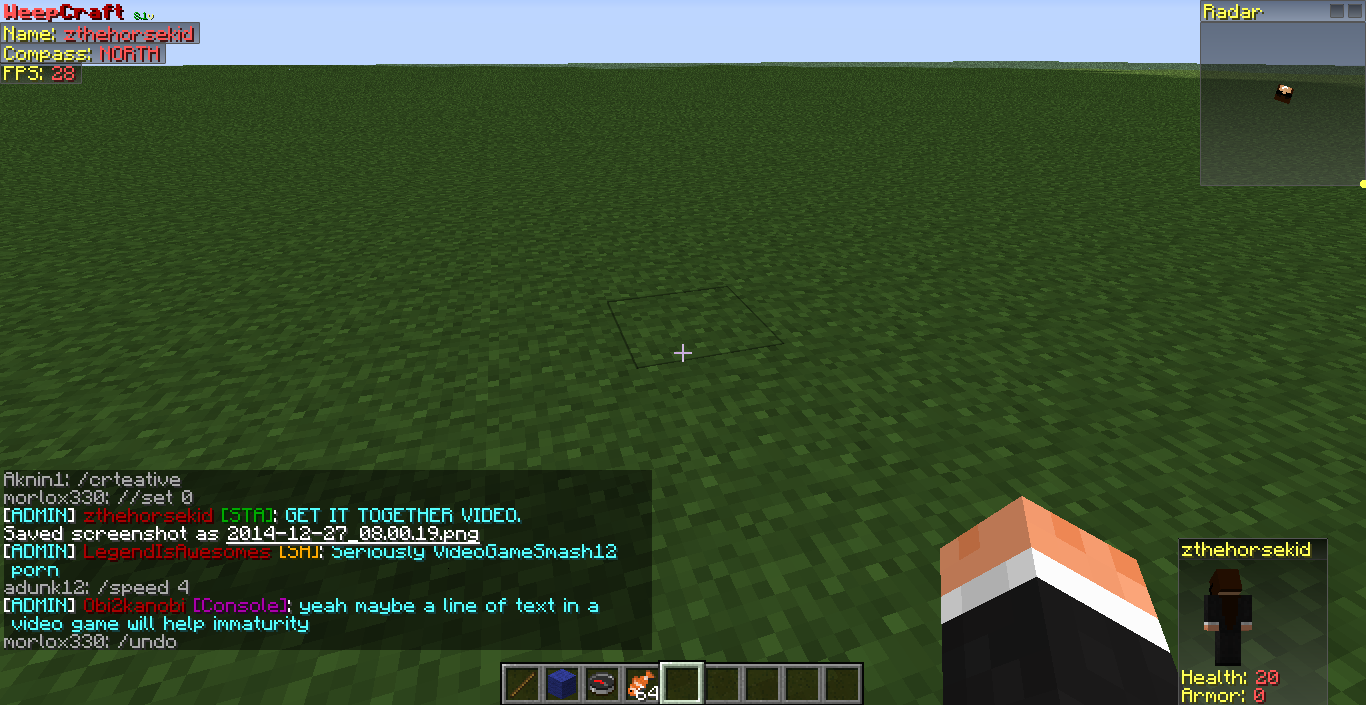 WeepCraft 8.1v
Name: zthehorsekid
Compass: NORTH
FPS: 28
Radar
Aknin1: /crteative
morlox330: //set 0
[ADMIN] zthehorsekid [STA]: GET IT TOGETHER VIDEO.
Saved screenshot as 2014-12-27_08.00.19.png
[ADMIN] LegendIsAwesomes [SA]: Seriously VideoGameSmash12
porn
adunk12: /speed 4
[ADMIN] Obi2kanobi [Console]: yeah maybe a line of text in a
video game will help immaturity
morlox330: /undo
64
zthehorsekid
Health: 20
Armor: 0